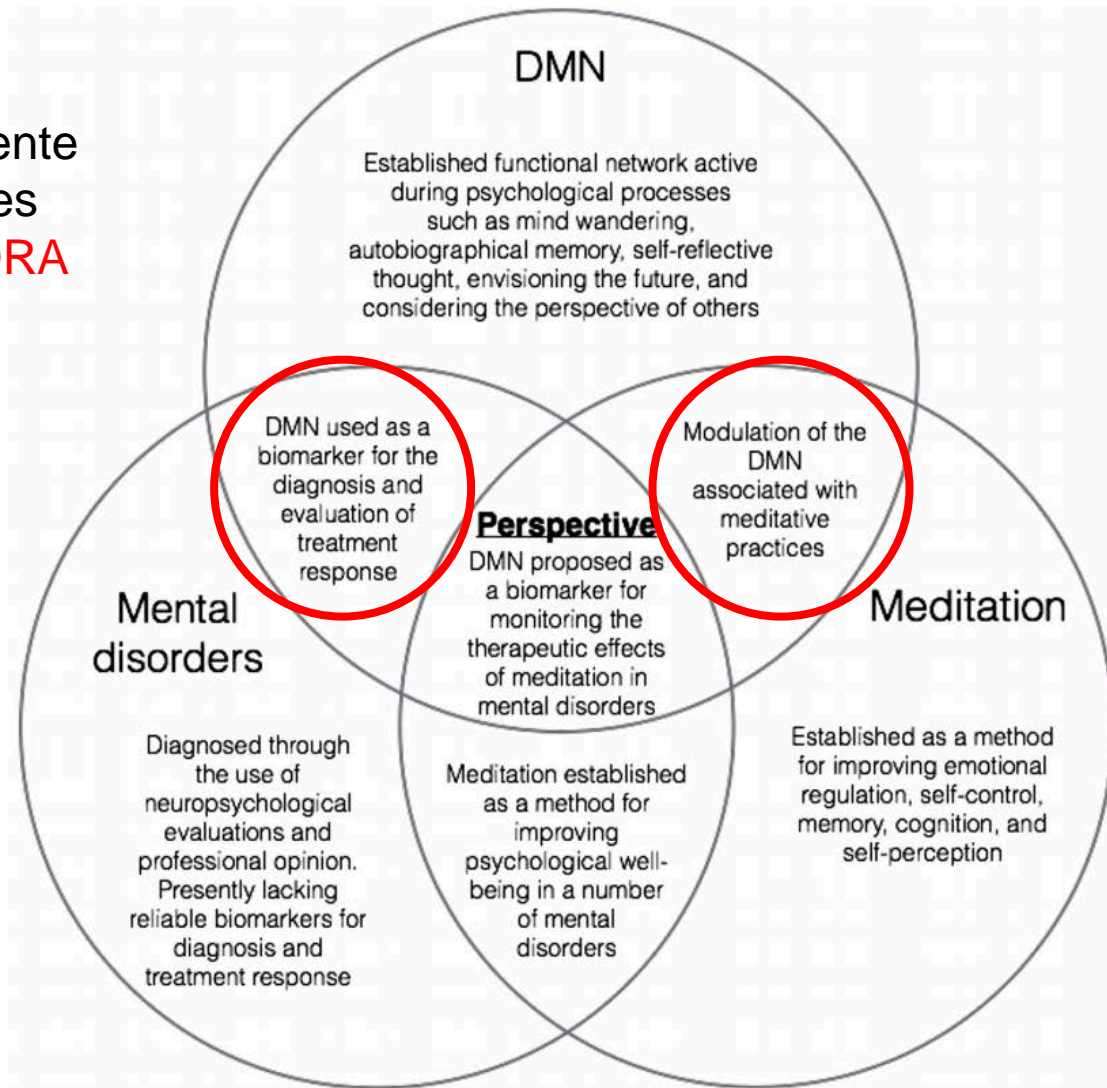 DMN
Established functional network active
during psychological processes
such as mind wandering,
autobiographical memory, self-reflective
thought, envisioning the future, and
considering the perspective of others
DMN used as a
biomarker for the
diagnosis and
evaluation of
treatment
response
Modulation of the
DMN
associated with
meditative
practices
Perspective
DMN proposed as
a biomarker for
monitoring the
therapeutic effects
of meditation in
mental disorders
Mental
disorders
Diagnosed through
the use of
neuropsychological
evaluations and
professional opinion.
Presently lacking
reliable biomarkers for
diagnosis and
treatment response
Meditation established
as a method for
improving
psychological well-
being in a number
of mental
disorders
Meditation
Established as a method
for improving emotional
regulation, self-control,
memory, cognition, and
self-perception